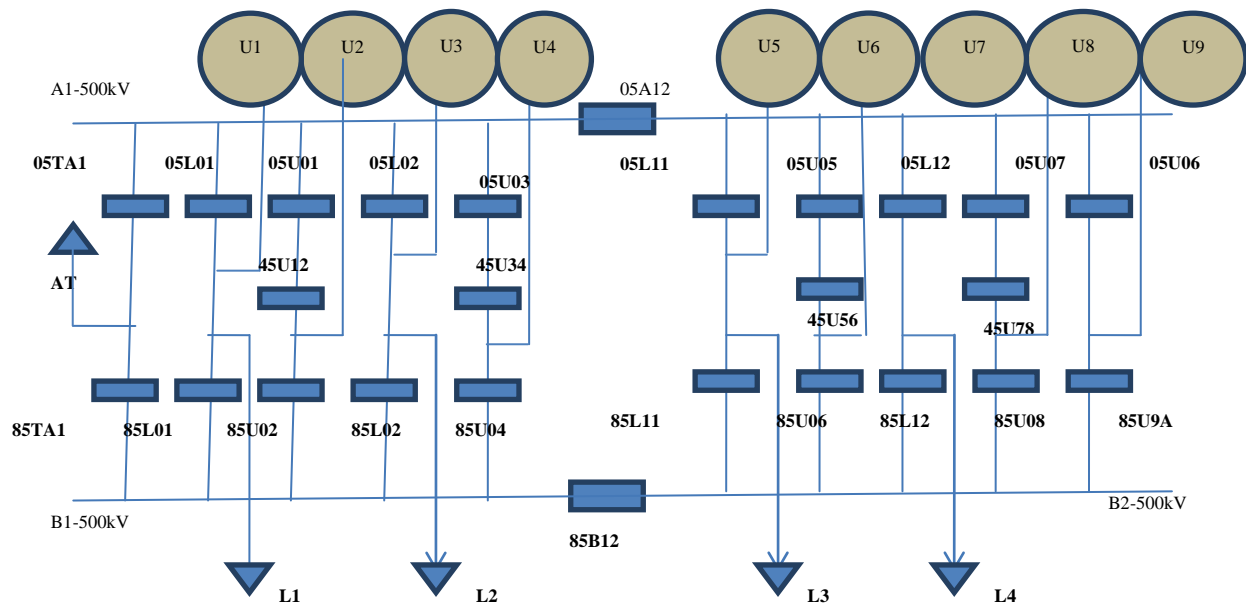 U1 U2 U3 U4 U5 U6 U7 U8 U9
A1-500kV 05A12
05TA1 05L01 05U01 05L02 05U03 05L11 05U05 05L12 05U07 05U06
AT 45U12 45U34 45U56 45U78
85TA1 85L01 85U02 85L02 85U04 85L11 85U06 85L12 85U08 85U9A
B1-500kV B2-500kV
85B12
L1 L2 L3 L4